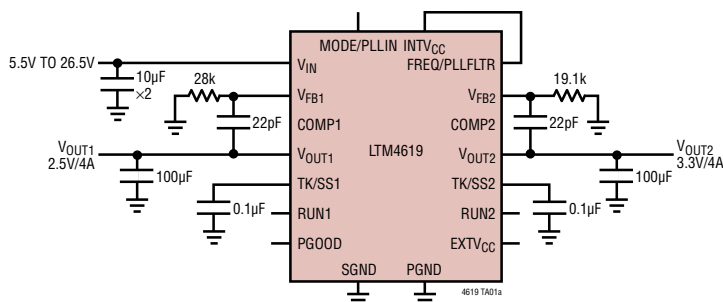 MODE/PLLIN INTVCC
5.5V TO 26.5V
VIN
FREQ/PLLFLTR
10µF
×2
28k
19.1k
VFB1
VFB2
22pF
COMP1
COMP2
22pF
VOUT1
2.5V/4A
VOUT1
LTM4619
VOUT2
VOUT2
3.3V/4A
100µF
TK/SS1
TK/SS2
100µF
0.1µF
RUN1
RUN2
0.1µF
PGOOD
EXTVCC
SGND
PGND
4619 TA01a